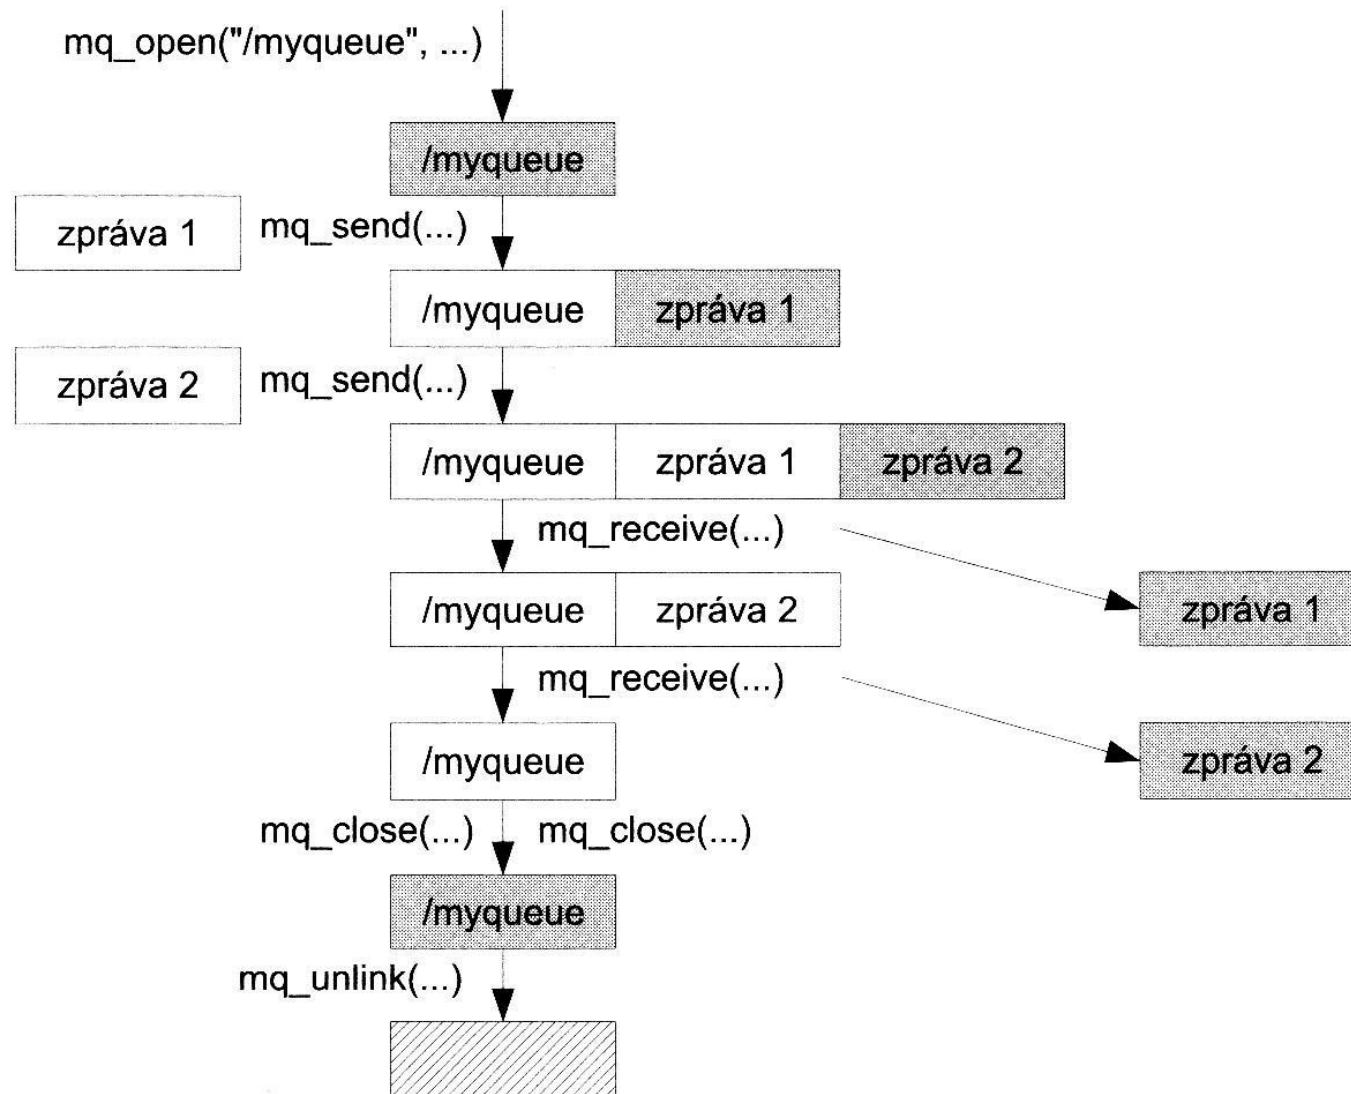 mq_open("/myqueue", ...)
/myqueue
zpráva 1 mq_send(...)
/myqueue zpráva 1
zpráva 2 mq_send(...)
/myqueue zpráva 1 zpráva 2
mq_receive(...)
/myqueue zpráva 2 zpráva 1
mq_receive(...)
/myqueue zpráva 2
mq_close(...) mq_close(...)
/myqueue
mq_unlink(...)